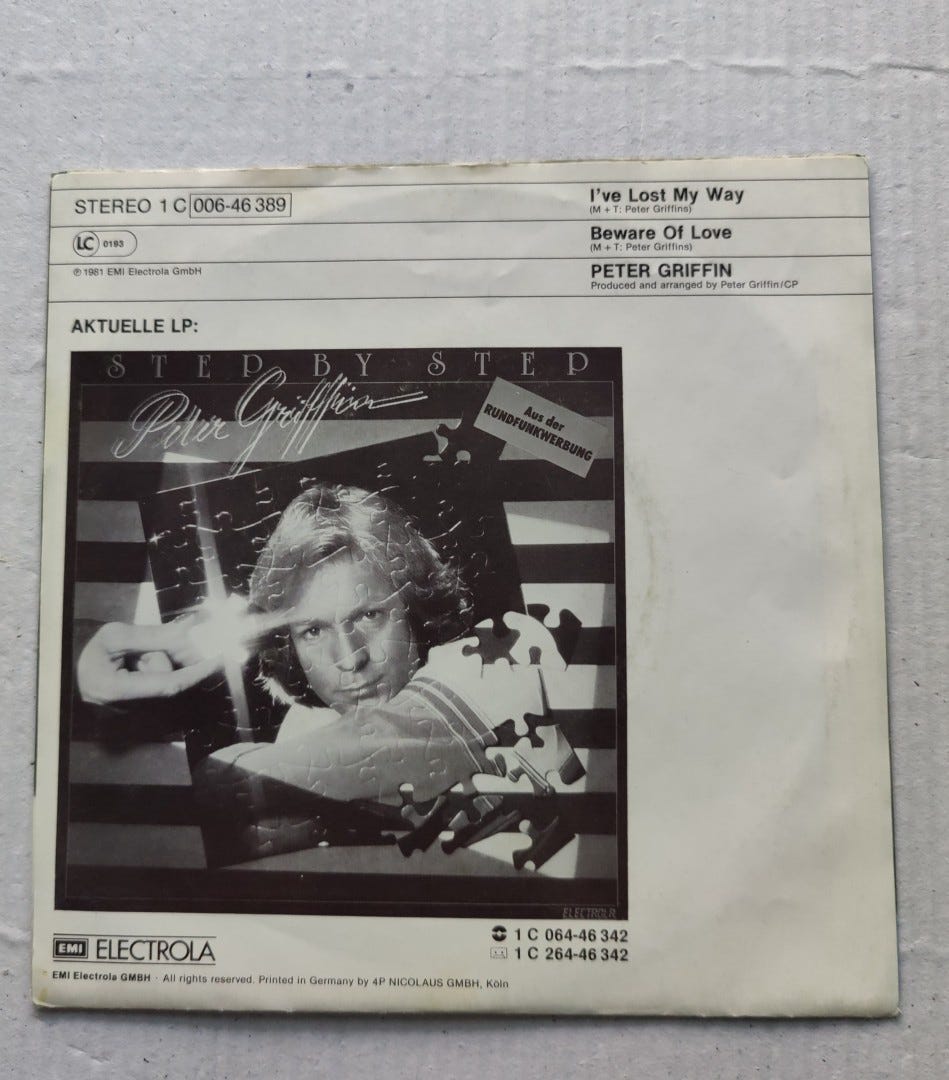 STEREO 1 C 006-46 389
LC 0193
℗ 1981 EMI Electrola GmbH
I've Lost My Way
(M + T: Peter Griffins)
Beware Of Love
(M + T: Peter Griffins)
PETER GRIFFIN
Produced and arranged by Peter Griffin/CP
AKTUELLE LP:
STEP BY STEP
Peter Griffin
Aus der
RUNDFUNKWERBUNG
ELECTROLA
EMI ELECTROLA
1 C 064-46 342
1 C 264-46 342
EMI Electrola GMBH · All rights reserved. Printed in Germany by 4P NICOLAUS GMBH, Köln